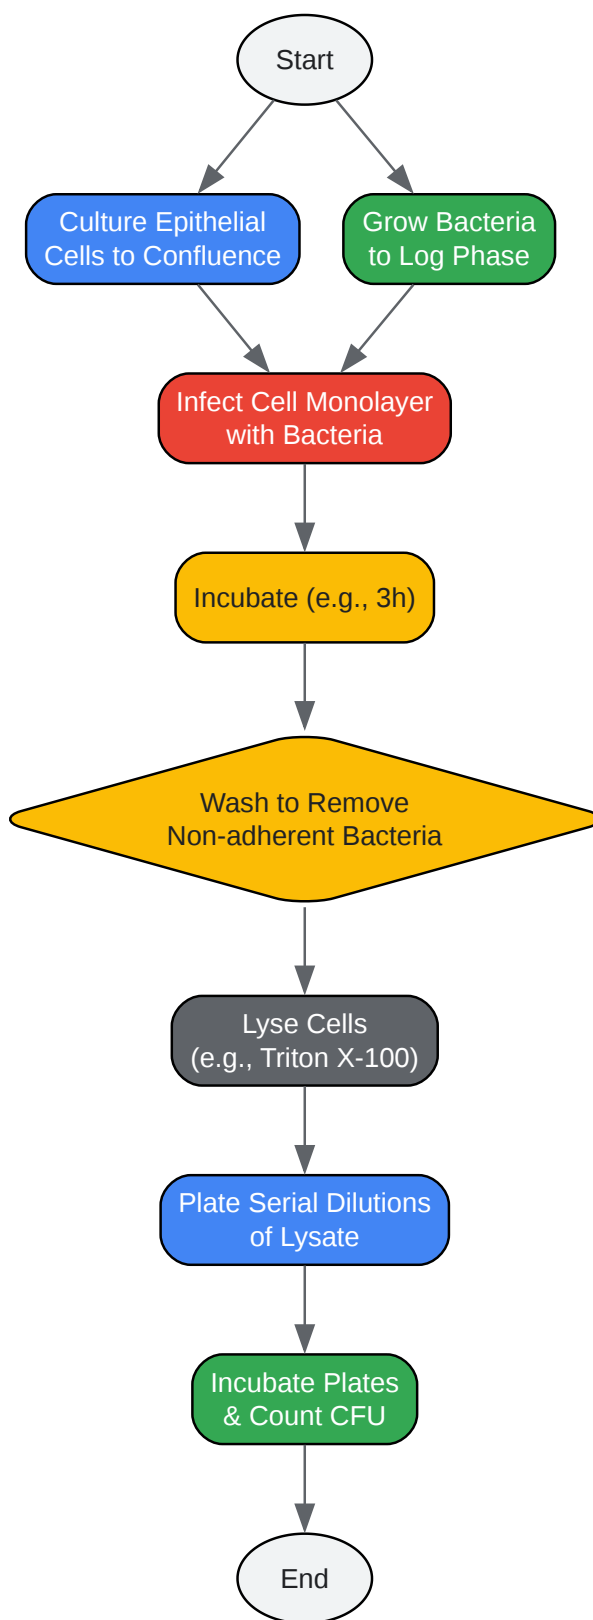 Start
Culture Epithelial
Cells to Confluence
Grow Bacteria
to Log Phase
Infect Cell Monolayer
with Bacteria
Incubate (e.g., 3h)
Wash to Remove
Non-adherent Bacteria
Lyse Cells
(e.g., Triton X-100)
Plate Serial Dilutions
of Lysate
Incubate Plates
& Count CFU
End